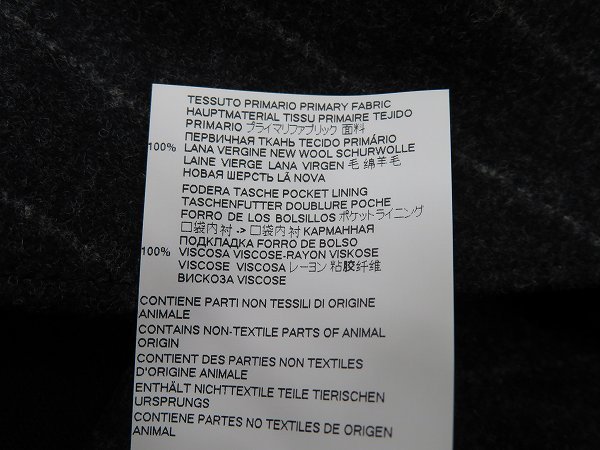 TESSUTO PRIMARIO PRIMARY FABRIC
HAUPTMATERIAL TISSU PRIMAIRE TEJIDO
PRIMARIO プライマリファブリック 面料
ПЕРВИЧНАЯ ТКАНЬ TECIDO PRIMÁRIO
100% LANA VERGINE NEW WOOL SCHURWOLLE
LAINE VIERGE LANA VIRGEN 毛 綿羊毛
НОВАЯ ШЕРСТЬ LÃ NOVA
FODERA TASCHE POCKET LINING
TASCHENFUTTER DOUBLURE POCHE
FORRO DE LOS BOLSILLOS ポケットライニング
口袋内衬 -> 口袋内衬 КАРМАННАЯ
ПОДКЛАДКА FORRO DE BOLSO
100% VISCOSA VISCOSE-RAYON VISKOSE
VISCOSE VISCOSA レーヨン 粘胶纤维
ВИСКОЗА VISCOSE
CONTIENE PARTI NON TESSILI DI ORIGINE
ANIMALE
CONTAINS NON-TEXTILE PARTS OF ANIMAL
ORIGIN
CONTIENT DES PARTIES NON TEXTILES
D'ORIGINE ANIMALE
ENTHÄLT NICHTTEXTILE TEILE TIERISCHEN
URSPRUNGS
CONTIENE PARTES NO TEXTILES DE ORIGEN
ANIMAL